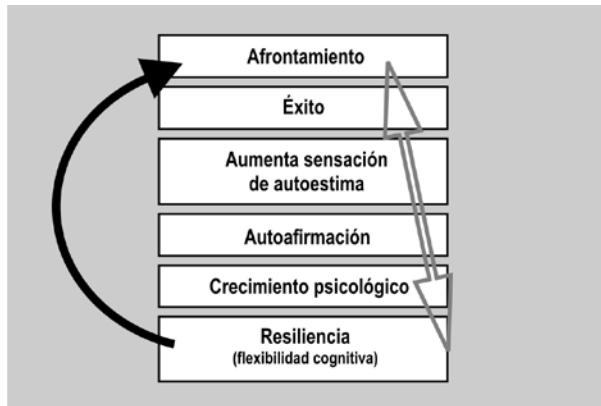 Afrontamiento
Éxito
Aumenta sensación
de autoestima
Autoafirmación
Crecimiento psicológico
Resiliencia
(flexibilidad cognitiva)